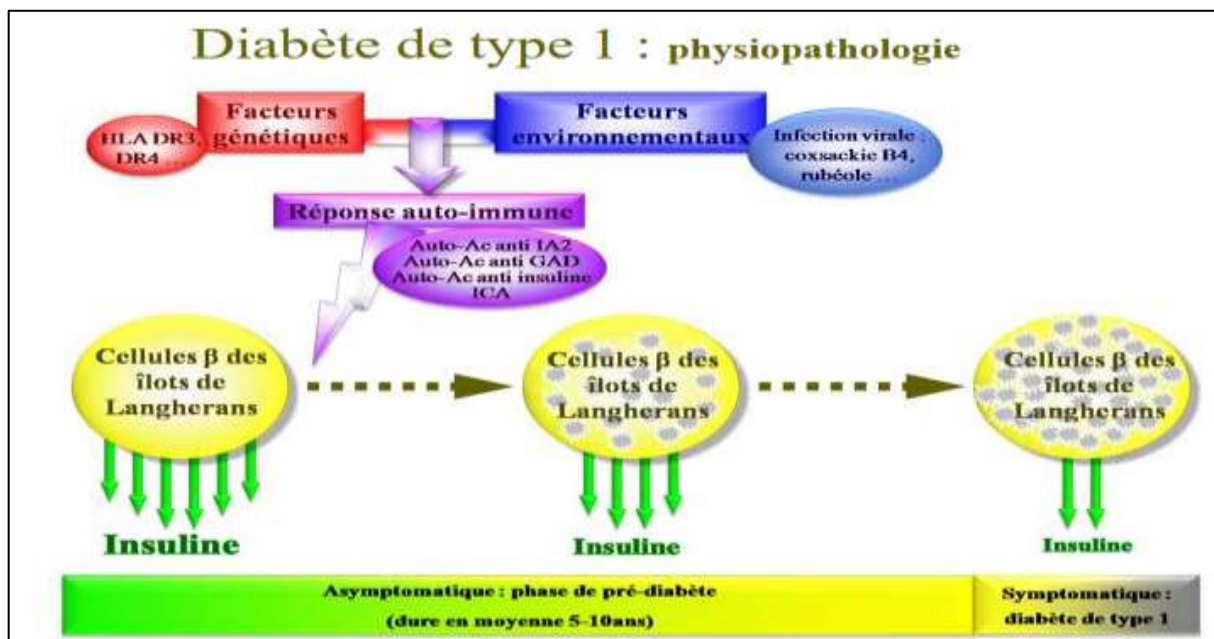 Diabète de type 1 : physiopathologie
Facteurs
génétiques
Facteurs
environnementaux
HLA DR3,
DR4 ...
Infection virale :
coxsackie B4,
rubéole ...
Réponse auto-immune
Auto-Ac anti IA2
Auto-Ac anti GAD
Auto-Ac anti insuline
ICA
Cellules β des
îlots de
Langherans
Cellules β des
îlots de
Langherans
Cellules β des
îlots de
Langherans
Insuline
Insuline
Insuline
Asymptomatique : phase de pré-diabète
(dure en moyenne 5-10ans)
Symptomatique :
diabète de type 1